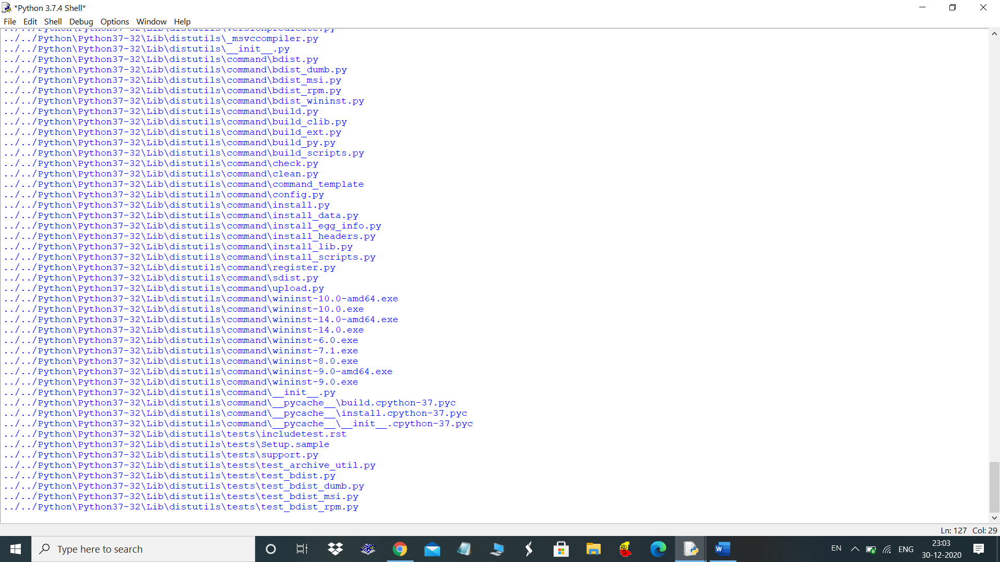 *Python 3.7.4 Shell*
File Edit Shell Debug Options Window Help
../../Python\Python37-32\Lib\distutils\versionpredicate.py
../../Python\Python37-32\Lib\distutils\_msvccompiler.py
../../Python\Python37-32\Lib\distutils\__init__.py
../../Python\Python37-32\Lib\distutils\command\bdist.py
../../Python\Python37-32\Lib\distutils\command\bdist_dumb.py
../../Python\Python37-32\Lib\distutils\command\bdist_msi.py
../../Python\Python37-32\Lib\distutils\command\bdist_rpm.py
../../Python\Python37-32\Lib\distutils\command\bdist_wininst.py
../../Python\Python37-32\Lib\distutils\command\build.py
../../Python\Python37-32\Lib\distutils\command\build_clib.py
../../Python\Python37-32\Lib\distutils\command\build_ext.py
../../Python\Python37-32\Lib\distutils\command\build_py.py
../../Python\Python37-32\Lib\distutils\command\build_scripts.py
../../Python\Python37-32\Lib\distutils\command\check.py
../../Python\Python37-32\Lib\distutils\command\clean.py
../../Python\Python37-32\Lib\distutils\command\command_template
../../Python\Python37-32\Lib\distutils\command\config.py
../../Python\Python37-32\Lib\distutils\command\install.py
../../Python\Python37-32\Lib\distutils\command\install_data.py
../../Python\Python37-32\Lib\distutils\command\install_egg_info.py
../../Python\Python37-32\Lib\distutils\command\install_headers.py
../../Python\Python37-32\Lib\distutils\command\install_lib.py
../../Python\Python37-32\Lib\distutils\command\install_scripts.py
../../Python\Python37-32\Lib\distutils\command\register.py
../../Python\Python37-32\Lib\distutils\command\sdist.py
../../Python\Python37-32\Lib\distutils\command\upload.py
../../Python\Python37-32\Lib\distutils\command\wininst-10.0-amd64.exe
../../Python\Python37-32\Lib\distutils\command\wininst-10.0.exe
../../Python\Python37-32\Lib\distutils\command\wininst-14.0-amd64.exe
../../Python\Python37-32\Lib\distutils\command\wininst-14.0.exe
../../Python\Python37-32\Lib\distutils\command\wininst-6.0.exe
../../Python\Python37-32\Lib\distutils\command\wininst-7.1.exe
../../Python\Python37-32\Lib\distutils\command\wininst-8.0.exe
../../Python\Python37-32\Lib\distutils\command\wininst-9.0-amd64.exe
../../Python\Python37-32\Lib\distutils\command\wininst-9.0.exe
../../Python\Python37-32\Lib\distutils\command\__init__.py
../../Python\Python37-32\Lib\distutils\command\__pycache__\build.cpython-37.pyc
../../Python\Python37-32\Lib\distutils\command\__pycache__\install.cpython-37.pyc
../../Python\Python37-32\Lib\distutils\command\__pycache__\__init__.cpython-37.pyc
../../Python\Python37-32\Lib\distutils\tests\includetest.rst
../../Python\Python37-32\Lib\distutils\tests\Setup.sample
../../Python\Python37-32\Lib\distutils\tests\support.py
../../Python\Python37-32\Lib\distutils\tests\test_archive_util.py
../../Python\Python37-32\Lib\distutils\tests\test_bdist.py
../../Python\Python37-32\Lib\distutils\tests\test_bdist_dumb.py
../../Python\Python37-32\Lib\distutils\tests\test_bdist_msi.py
../../Python\Python37-32\Lib\distutils\tests\test_bdist_rpm.py
Ln: 127 Col: 29
Type here to search
EN
ENG
23:03
30-12-2020